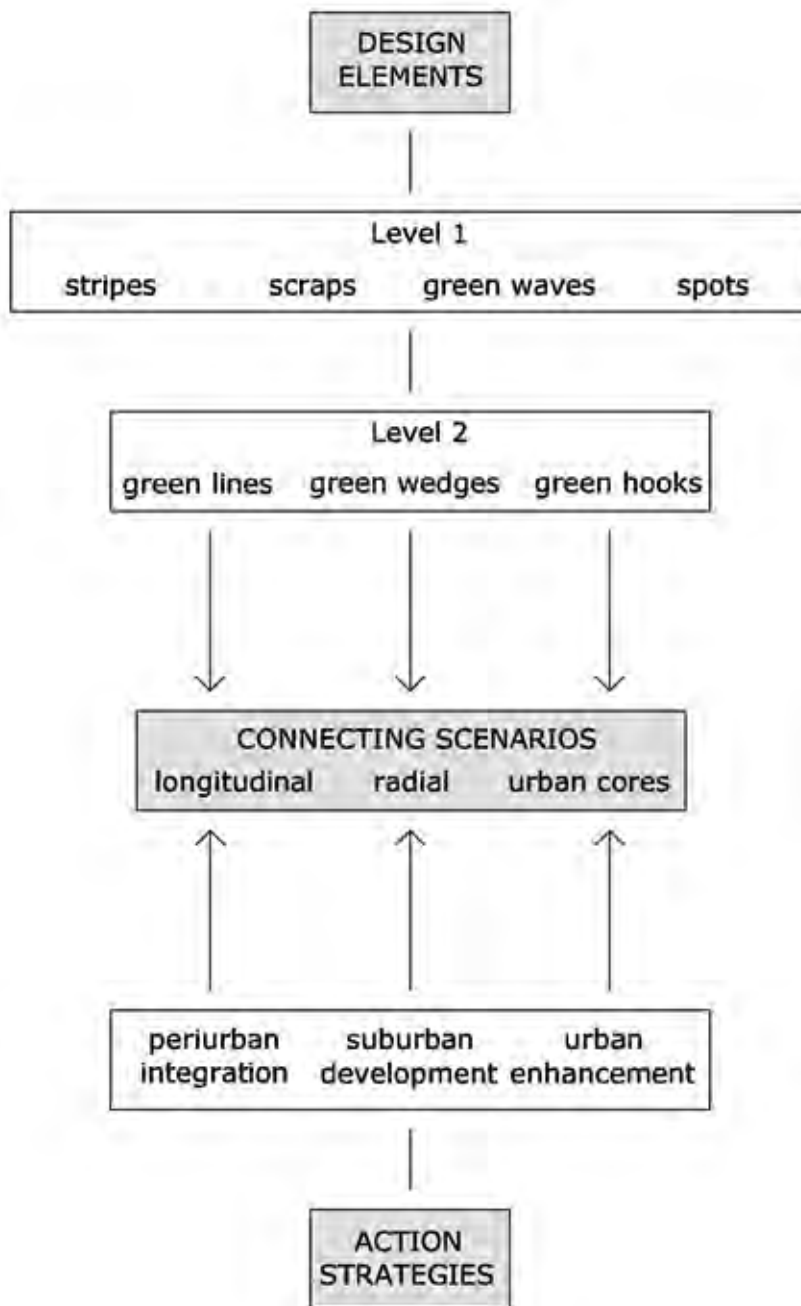 DESIGN
ELEMENTS
Level 1
stripes scraps green waves spots
Level 2
green lines green wedges green hooks
CONNECTING SCENARIOS
longitudinal radial urban cores
periurban suburban urban
integration development enhancement
ACTION
STRATEGIES